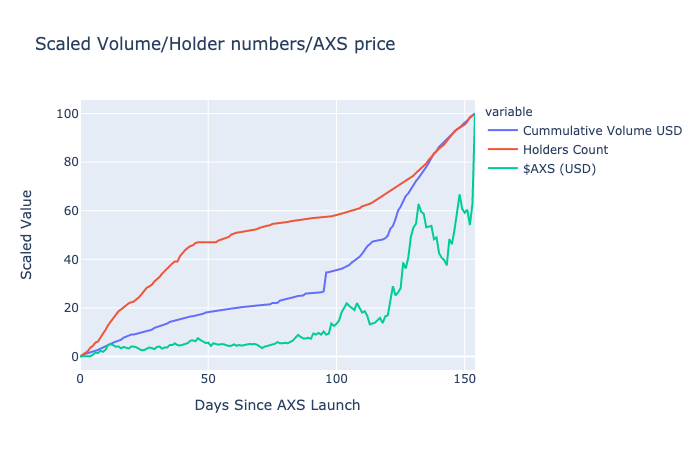 Scaled Volume/Holder numbers/AXS price
variable
Cummulative Volume USD
Holders Count
$AXS (USD)
Scaled Value
100
80
60
40
20
0
0
50
100
150
Days Since AXS Launch